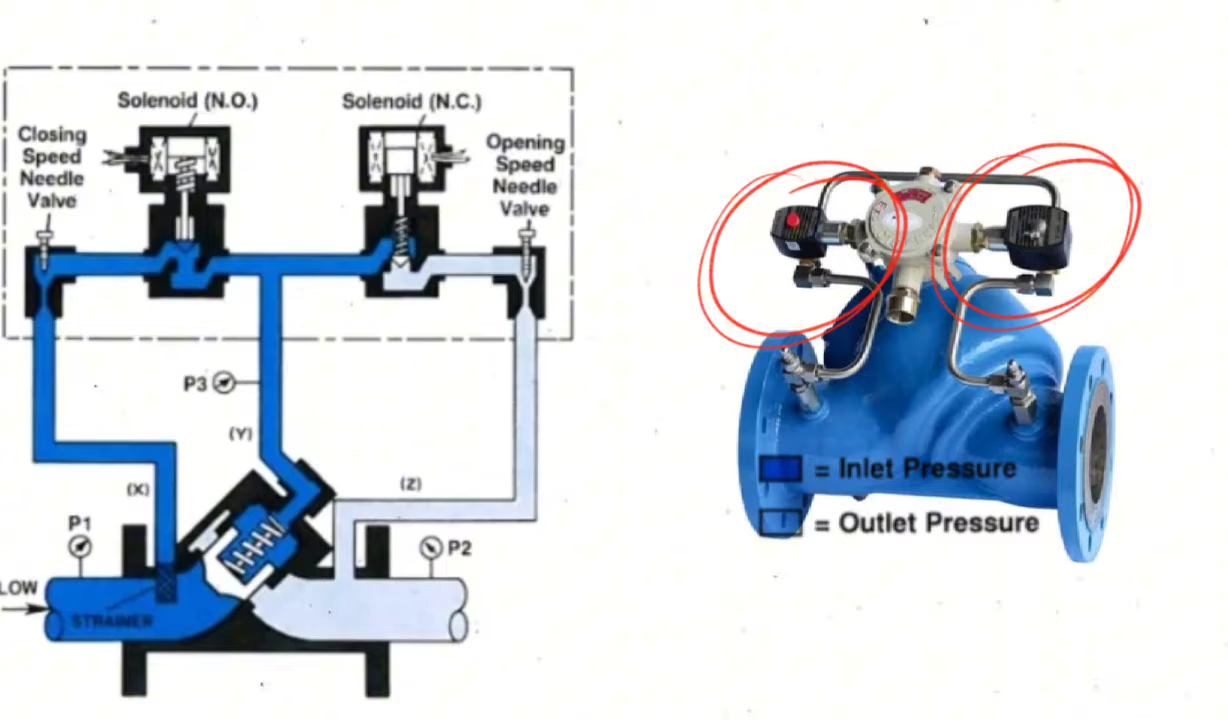 Solenoid (N.O.)
Solenoid (N.C.)
Closing
Speed
Needle
Valve
Opening
Speed
Needle
Valve
P3
(Y)
(X)
(Z)
P1
P2
LOW
STRAINER
= Inlet Pressure
= Outlet Pressure